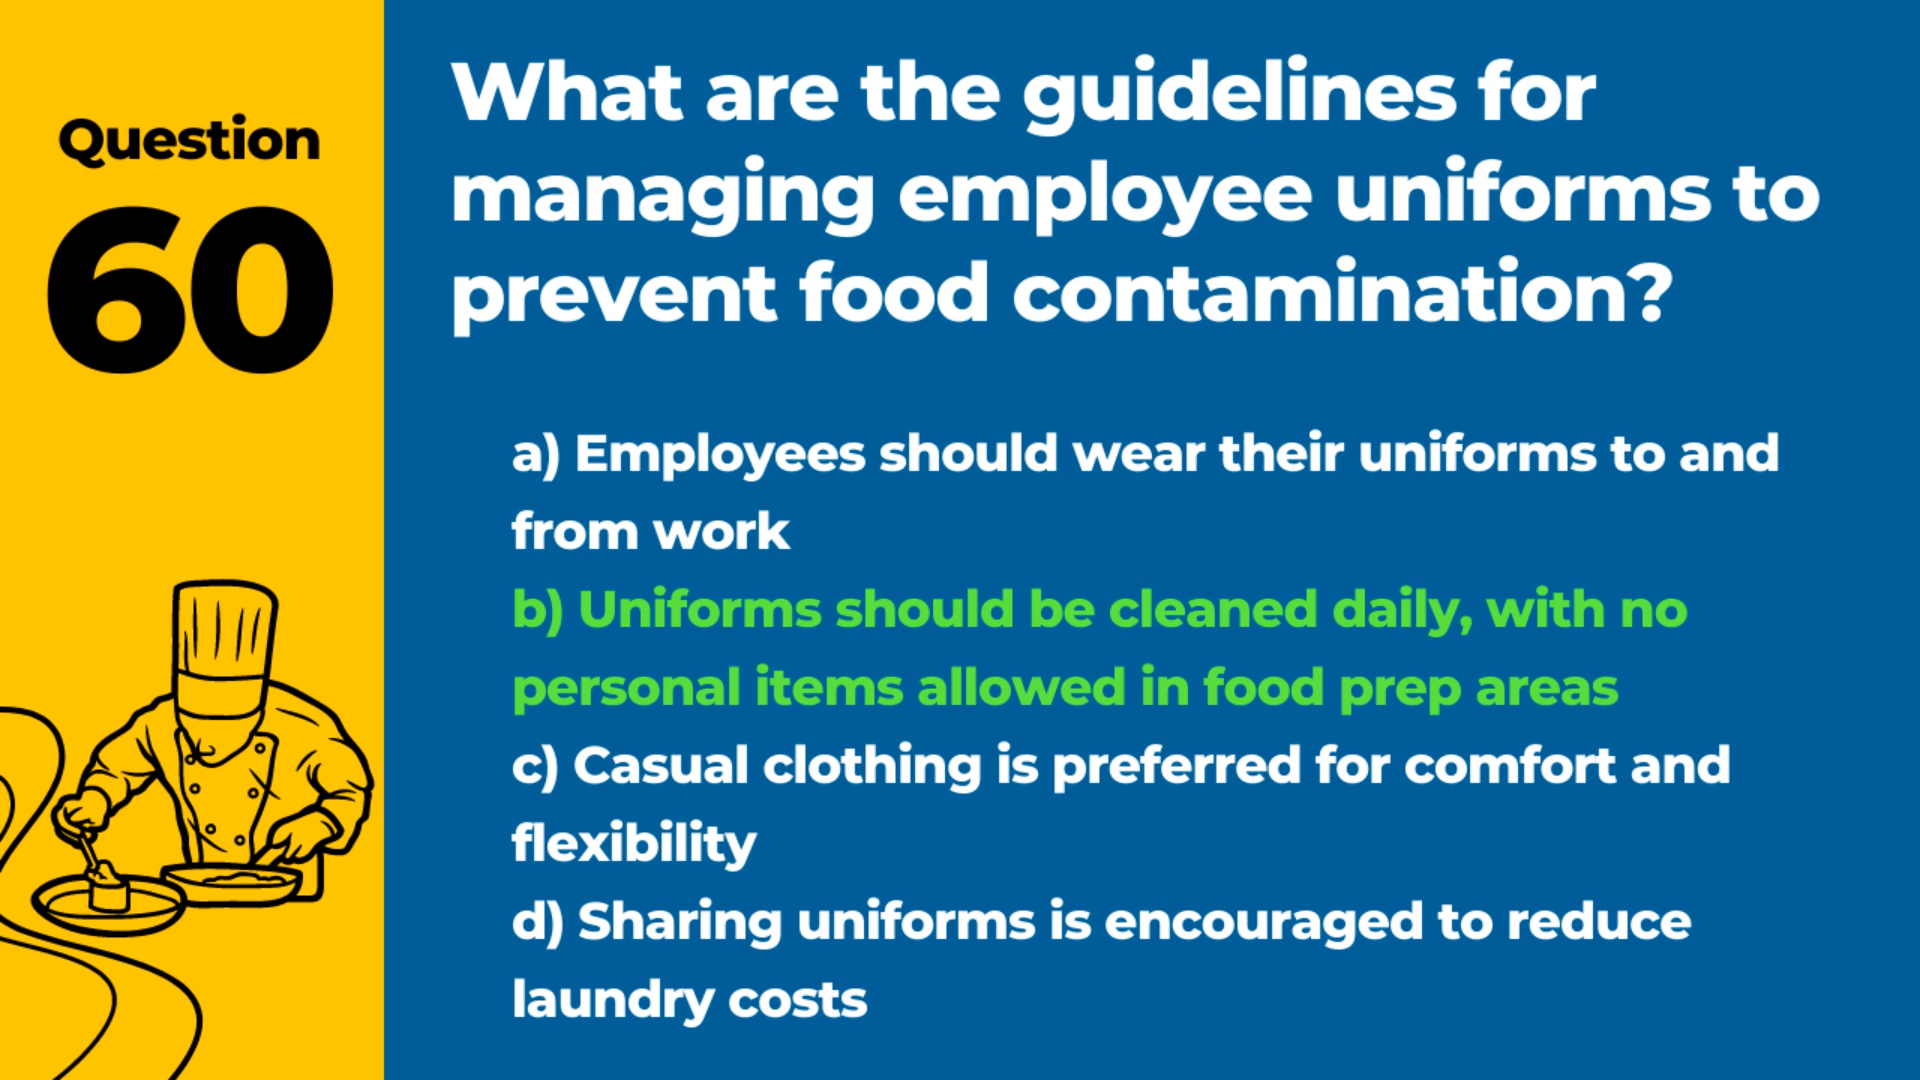 Question
60
What are the guidelines for
managing employee uniforms to
prevent food contamination?
a) Employees should wear their uniforms to and
from work
b) Uniforms should be cleaned daily, with no
personal items allowed in food prep areas
c) Casual clothing is preferred for comfort and
flexibility
d) Sharing uniforms is encouraged to reduce
laundry costs